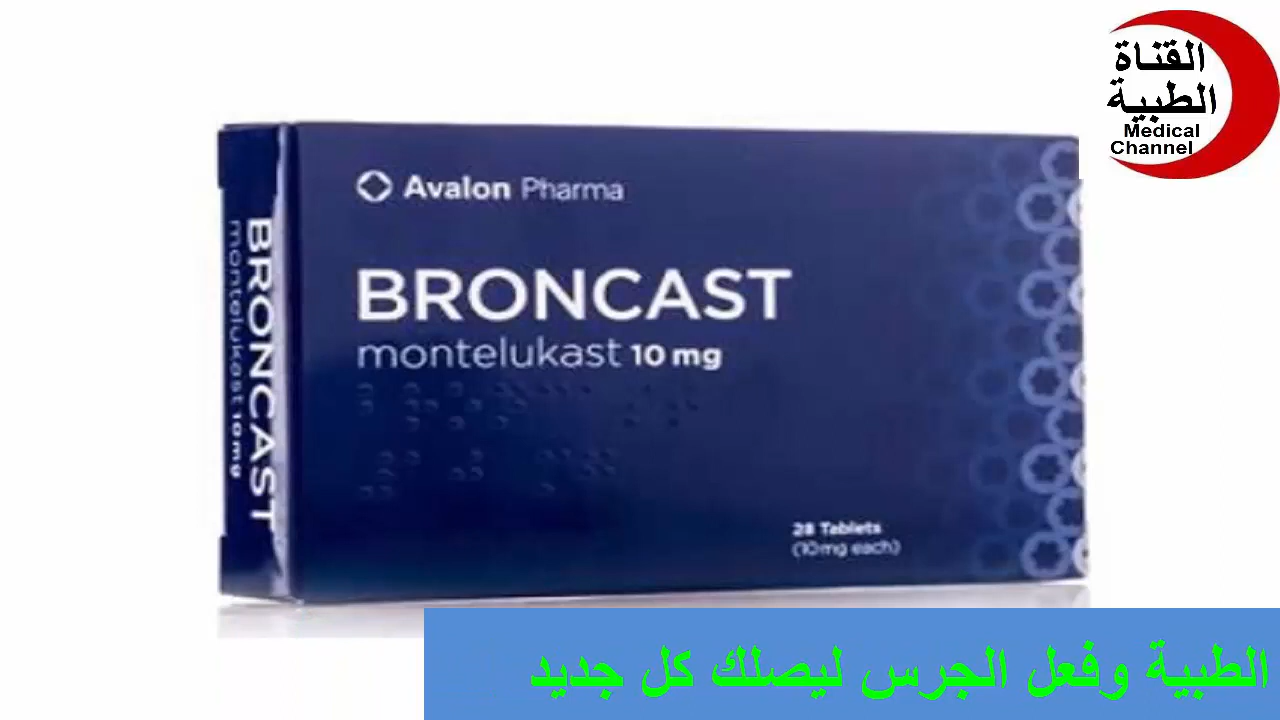 القناة
الطبية
Medical
Channel
Avalon Pharma
BRONCAST
montelukast 10 mg
28 Tablets
(10mg each)
BRONCAST
montelukast 10mg
الطبية وفعل الجرس ليصلك كل جديد